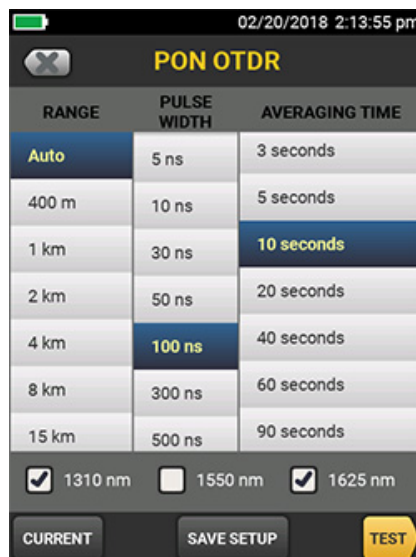 02/20/2018 2:13:55 pm
PON OTDR
RANGE
PULSE
WIDTH
AVERAGING TIME
Auto
5 ns
3 seconds
400 m
10 ns
5 seconds
1 km
30 ns
10 seconds
2 km
50 ns
20 seconds
4 km
100 ns
40 seconds
8 km
300 ns
60 seconds
15 km
500 ns
90 seconds
1310 nm
1550 nm
1625 nm
CURRENT
SAVE SETUP
TEST